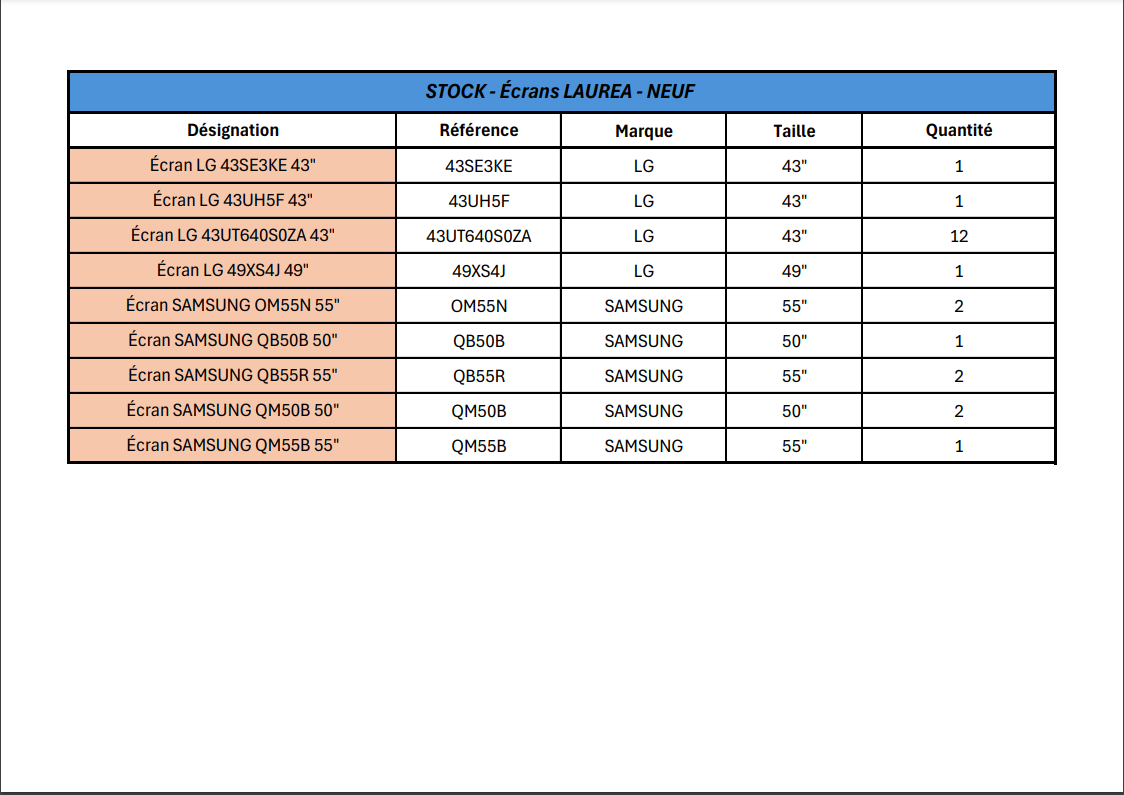 STOCK - Écrans LAUREA - NEUF
Désignation Référence Marque Taille Quantité
Écran LG 43SE3KE 43" 43SE3KE LG 43" 1
Écran LG 43UH5F 43" 43UH5F LG 43" 1
Écran LG 43UT640S0ZA 43" 43UT640S0ZA LG 43" 12
Écran LG 49XS4J 49" 49XS4J LG 49" 1
Écran SAMSUNG OM55N 55" OM55N SAMSUNG 55" 2
Écran SAMSUNG QB50B 50" QB50B SAMSUNG 50" 1
Écran SAMSUNG QB55R 55" QB55R SAMSUNG 55" 2
Écran SAMSUNG QM50B 50" QM50B SAMSUNG 50" 2
Écran SAMSUNG QM55B 55" QM55B SAMSUNG 55" 1